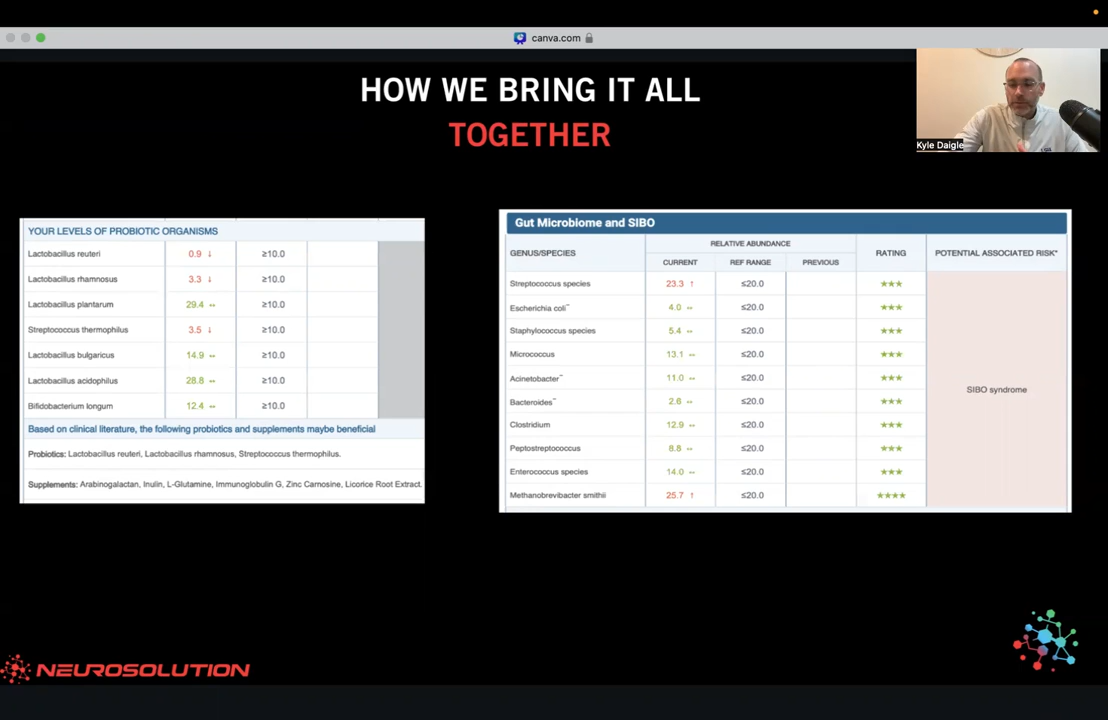 canva.com
HOW WE BRING IT ALL
TOGETHER
Kyle Daigle
YOUR LEVELS OF PROBIOTIC ORGANISMS
Lactobacillus reuteri 0.9 ↓ ≥10.0
Lactobacillus rhamnosus 3.3 ↓ ≥10.0
Lactobacillus plantarum 29.4 ↔ ≥10.0
Streptococcus thermophilus 3.5 ↓ ≥10.0
Lactobacillus bulgaricus 14.9 ↔ ≥10.0
Lactobacillus acidophilus 28.8 ↔ ≥10.0
Bifidobacterium longum 12.4 ↔ ≥10.0
Based on clinical literature, the following probiotics and supplements maybe beneficial
Probiotics: Lactobacillus reuteri, Lactobacillus rhamnosus, Streptococcus thermophilus.
Supplements: Arabinogalactan, Inulin, L-Glutamine, Immunoglobulin G, Zinc Carnosine, Licorice Root Extract.
Gut Microbiome and SIBO
RELATIVE ABUNDANCE
GENUS/SPECIES CURRENT REF RANGE PREVIOUS RATING POTENTIAL ASSOCIATED RISK*
Streptococcus species 23.3 ↑ ≤20.0 ★★★
Escherichia coli** 4.0 ↔ ≤20.0 ★★★
Staphylococcus species 5.4 ↔ ≤20.0 ★★★
Micrococcus 13.1 ↔ ≤20.0 ★★★
Acinetobacter** 11.0 ↔ ≤20.0 ★★★
SIBO syndrome
Bacteroides** 2.6 ↔ ≤20.0 ★★★
Clostridium 12.9 ↔ ≤20.0 ★★★
Peptostreptococcus 8.8 ↔ ≤20.0 ★★★
Enterococcus species 14.0 ↔ ≤20.0 ★★★
Methanobrevibacter smithii 25.7 ↑ ≤20.0 ★★★★
NEUROSOLUTION